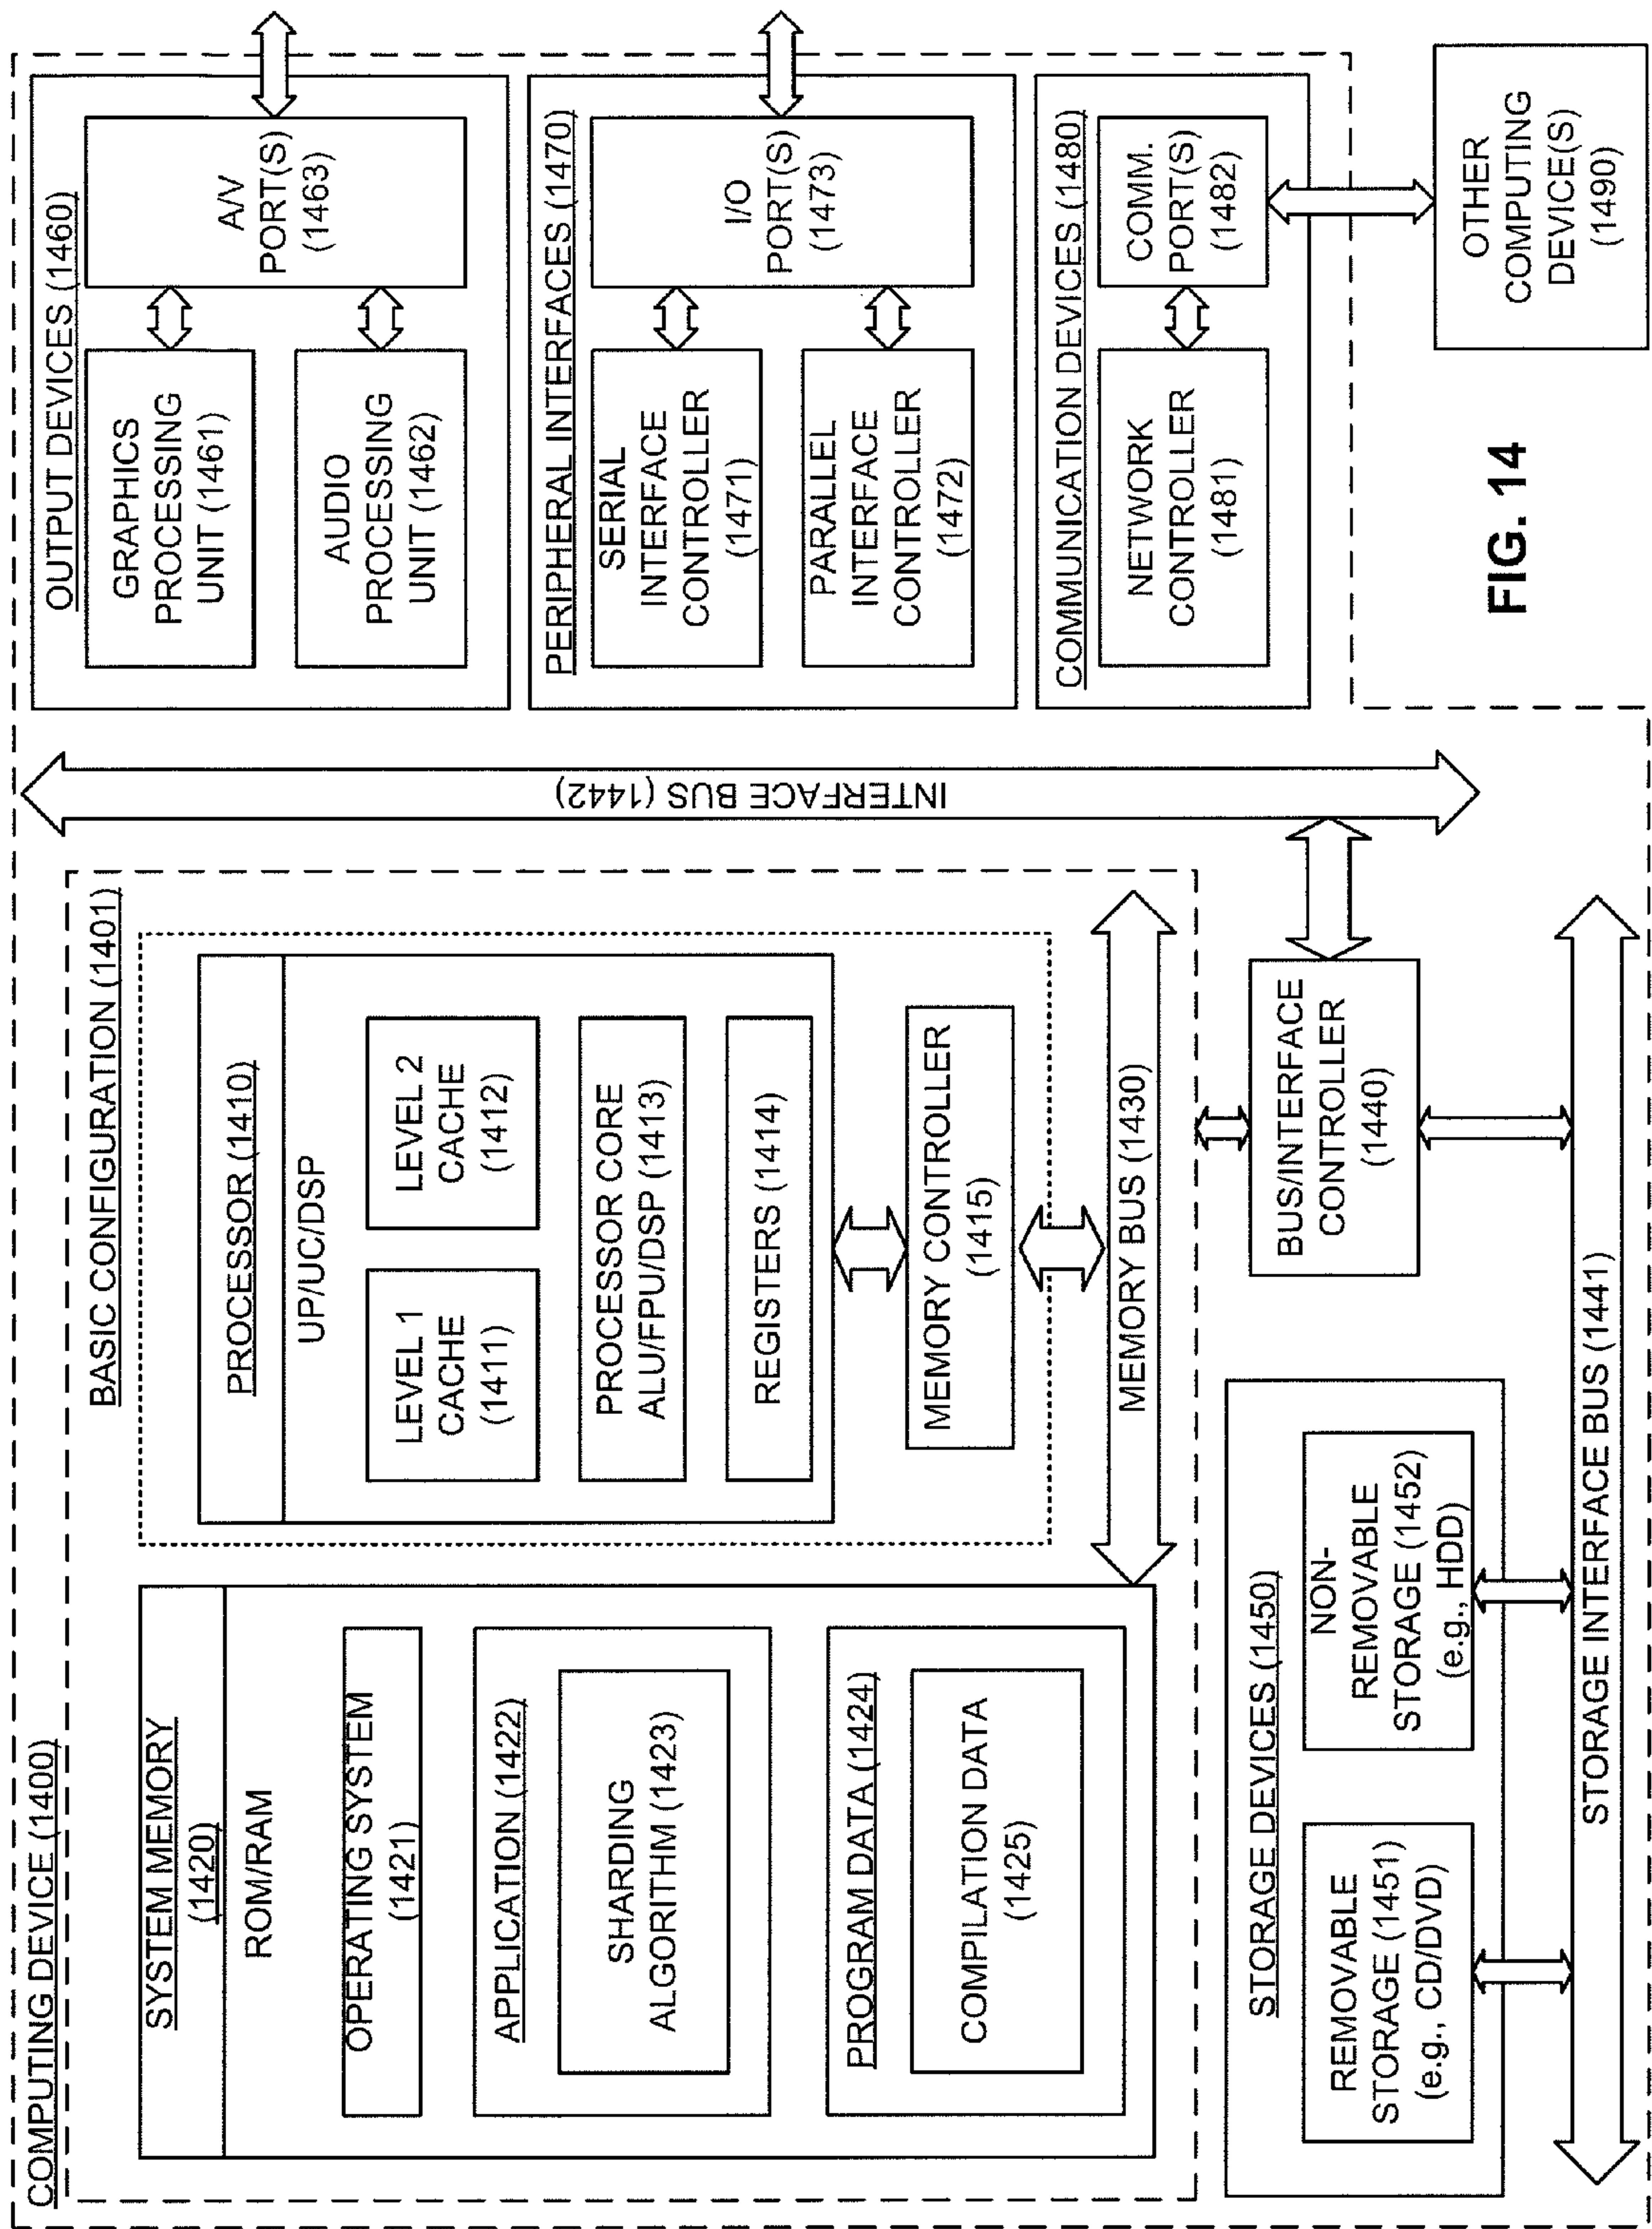 COMPUTING DEVICE (1400)
BASIC CONFIGURATION (1401)
SYSTEM MEMORY
(1420)
ROM/RAM
OPERATING SYSTEM
(1421)
APPLICATION (1422)
SHARDING
ALGORITHM (1423)
PROGRAM DATA (1424)
COMPILATION DATA
(1425)
PROCESSOR (1410)
UP/UC/DSP
LEVEL 1
CACHE
(1411)
LEVEL 2
CACHE
(1412)
PROCESSOR CORE
ALU/FPU/DSP (1413)
REGISTERS (1414)
MEMORY CONTROLLER
(1415)
MEMORY BUS (1430)
BUS/INTERFACE
CONTROLLER
(1440)
INTERFACE BUS (1442)
STORAGE DEVICES (1450)
REMOVABLE
STORAGE (1451)
(e.g., CD/DVD)
NON-
REMOVABLE
STORAGE (1452)
(e.g., HDD)
STORAGE INTERFACE BUS (1441)
OUTPUT DEVICES (1460)
GRAPHICS
PROCESSING
UNIT (1461)
AUDIO
PROCESSING
UNIT (1462)
A/V
PORT(S)
(1463)
PERIPHERAL INTERFACES (1470)
SERIAL
INTERFACE
CONTROLLER
(1471)
PARALLEL
INTERFACE
CONTROLLER
(1472)
I/O
PORT(S)
(1473)
COMMUNICATION DEVICES (1480)
NETWORK
CONTROLLER
(1481)
COMM.
PORT(S)
(1482)
OTHER
COMPUTING
DEVICE(S)
(1490)
FIG. 14